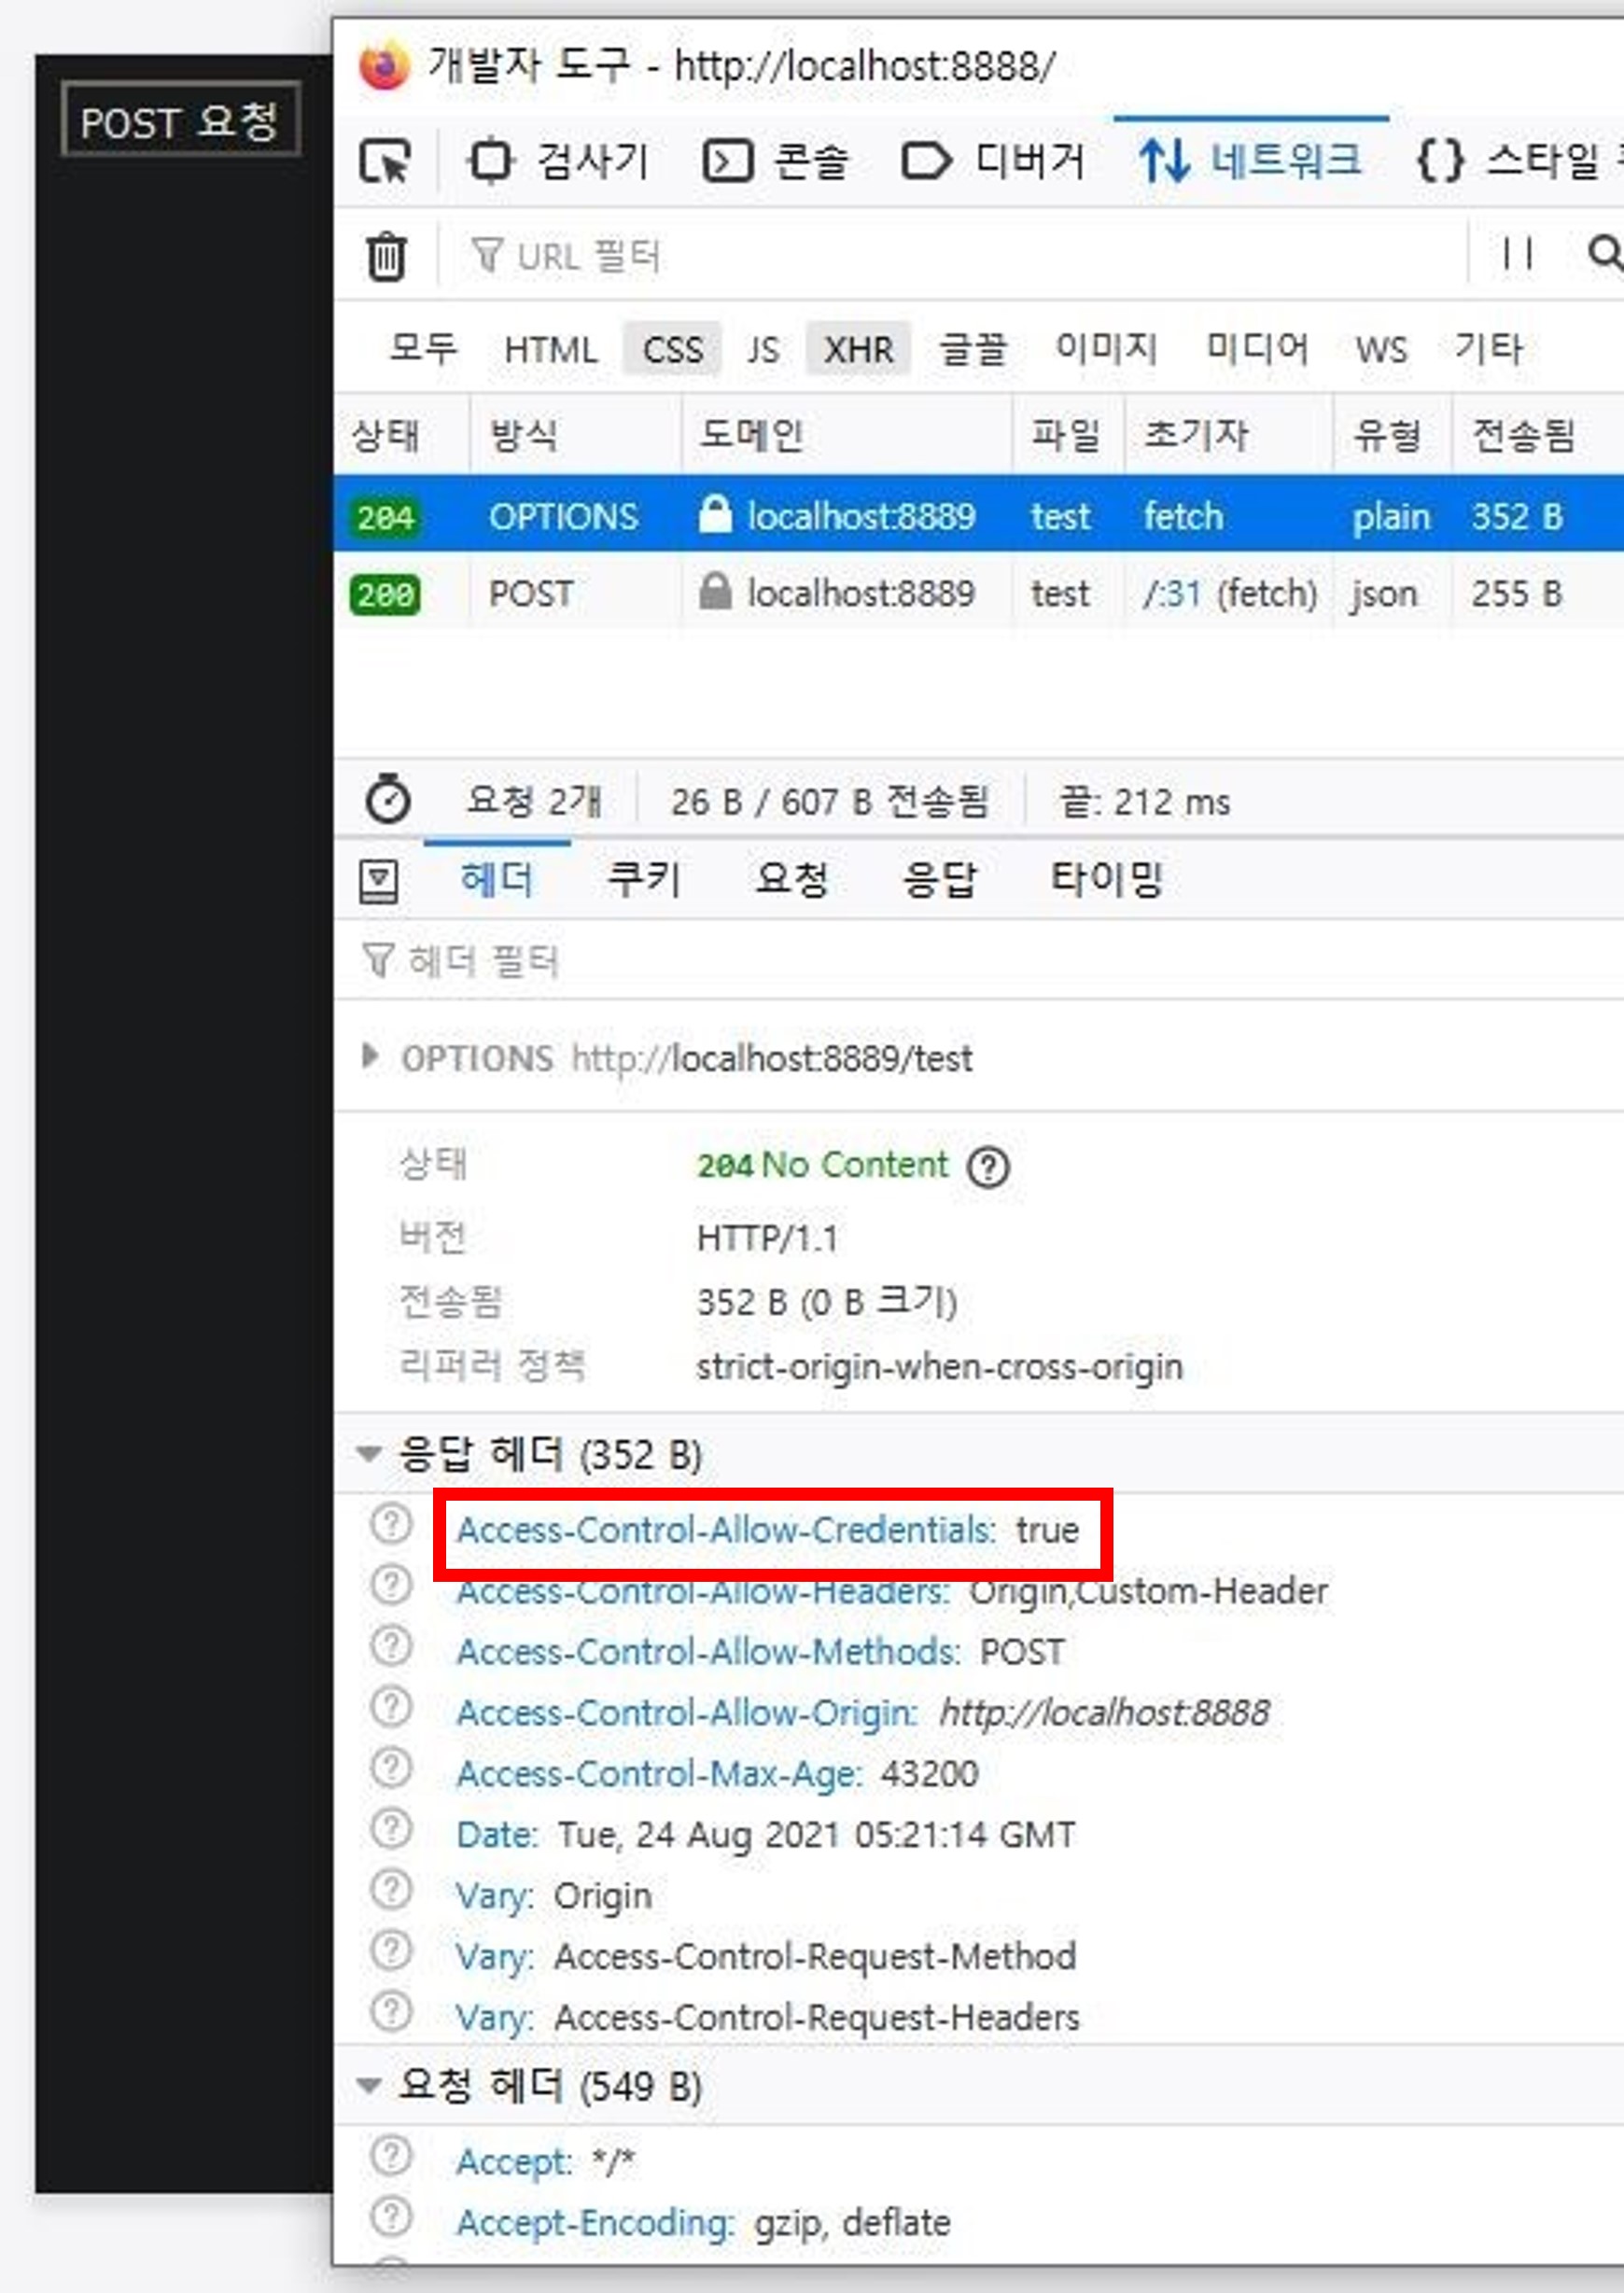 POST 요청
개발자 도구 - http://localhost:8888/
검사기 콘솔 디버거 네트워크 스타일
URL 필터
모두 HTML CSS JS XHR 글꼴 이미지 미디어 WS 기타
상태 방식 도메인 파일 초기자 유형 전송됨
204 OPTIONS localhost:8889 test fetch plain 352 B
200 POST localhost:8889 test /:31 (fetch) json 255 B
요청 2개 26 B / 607 B 전송됨 끝: 212 ms
헤더 쿠키 요청 응답 타이밍
헤더 필터
OPTIONS http://localhost:8889/test
상태 204 No Content
버전 HTTP/1.1
전송됨 352 B (0 B 크기)
리퍼러 정책 strict-origin-when-cross-origin
응답 헤더 (352 B)
Access-Control-Allow-Credentials: true
Access-Control-Allow-Headers: Origin,Custom-Header
Access-Control-Allow-Methods: POST
Access-Control-Allow-Origin: http://localhost:8888
Access-Control-Max-Age: 43200
Date: Tue, 24 Aug 2021 05:21:14 GMT
Vary: Origin
Vary: Access-Control-Request-Method
Vary: Access-Control-Request-Headers
요청 헤더 (549 B)
Accept: */*
Accept-Encoding: gzip, deflate